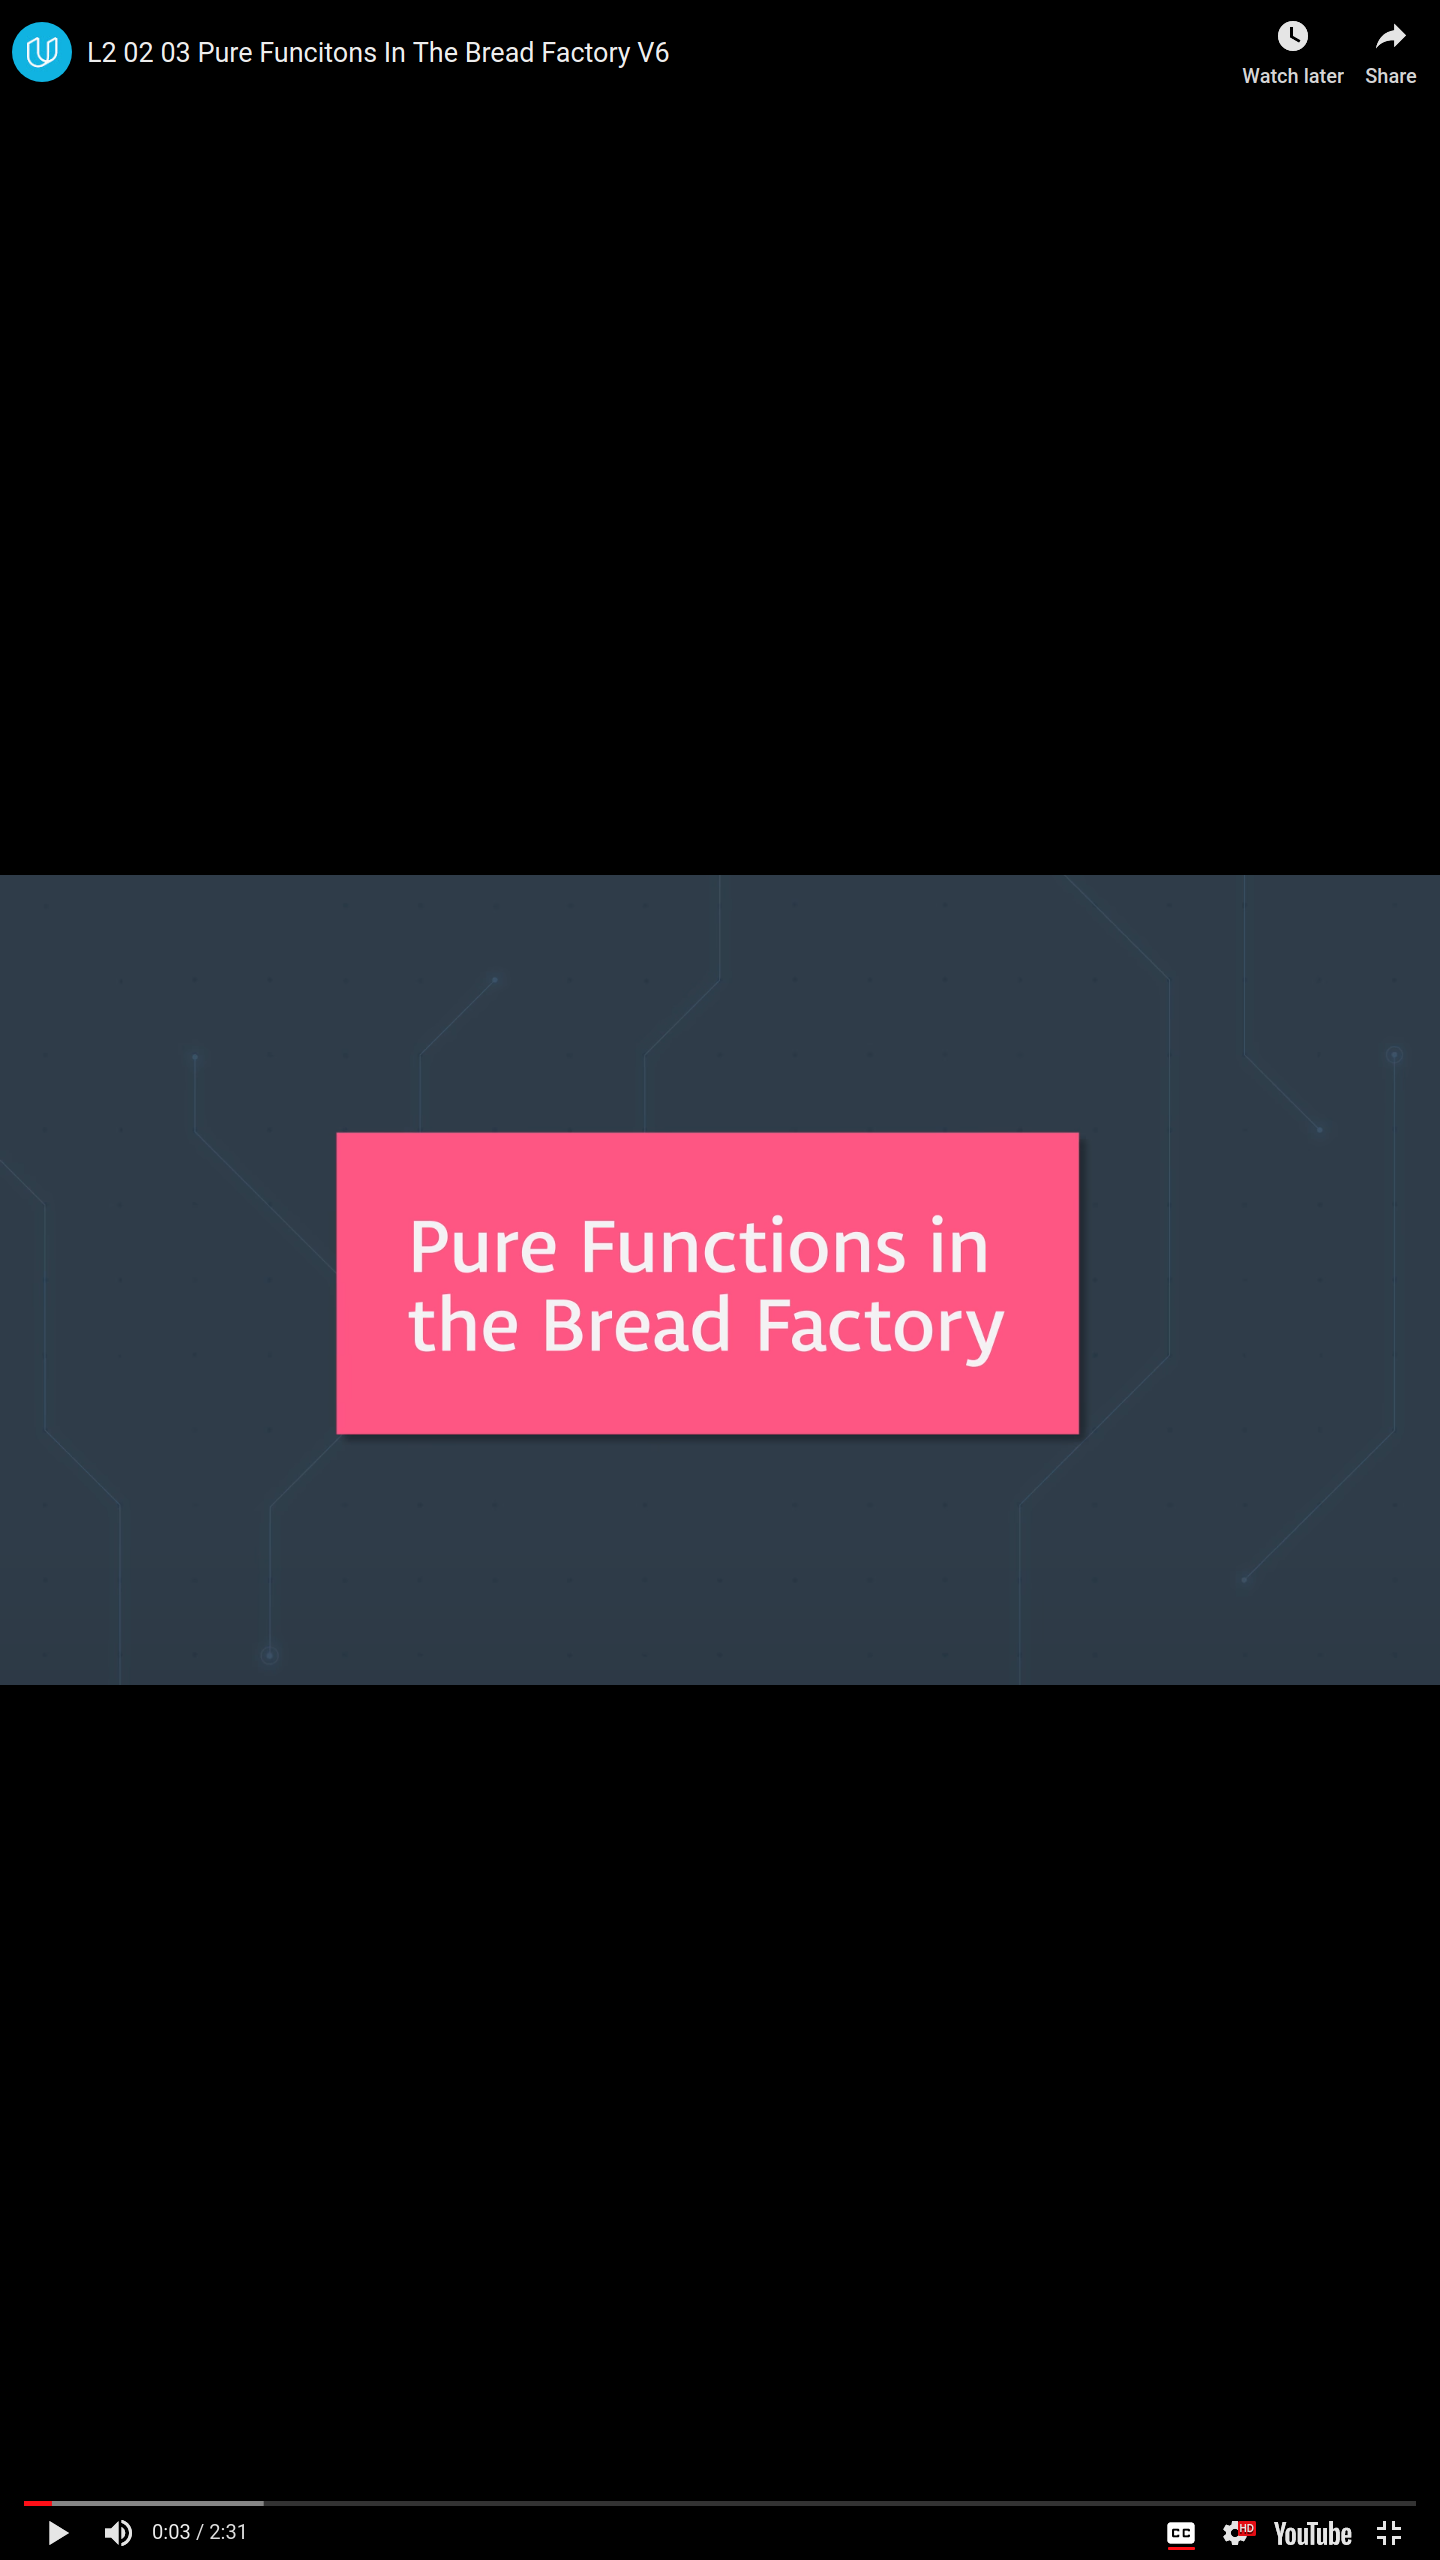 L2 02 03 Pure Funcitons In The Bread Factory V6
Watch later
Share
Pure Functions in
the Bread Factory
0:03 / 2:31
CC
HD
YouTube